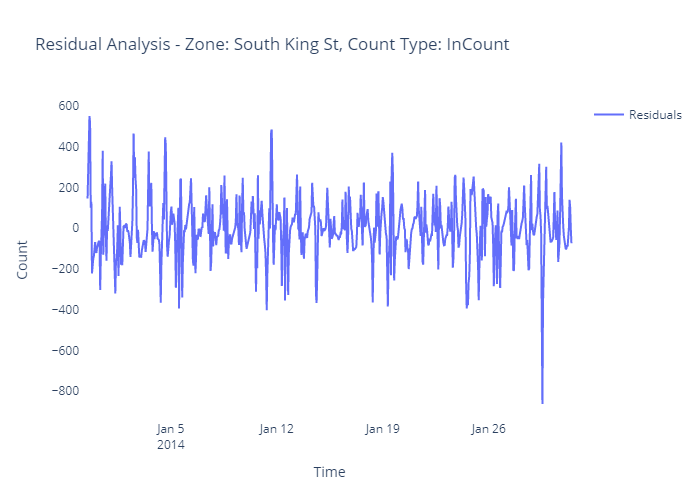 Residual Analysis - Zone: South King St, Count Type: InCount
600
400
200
0
−200
−400
−600
−800
Count
Jan 5
2014
Jan 12
Jan 19
Jan 26
Time
Residuals